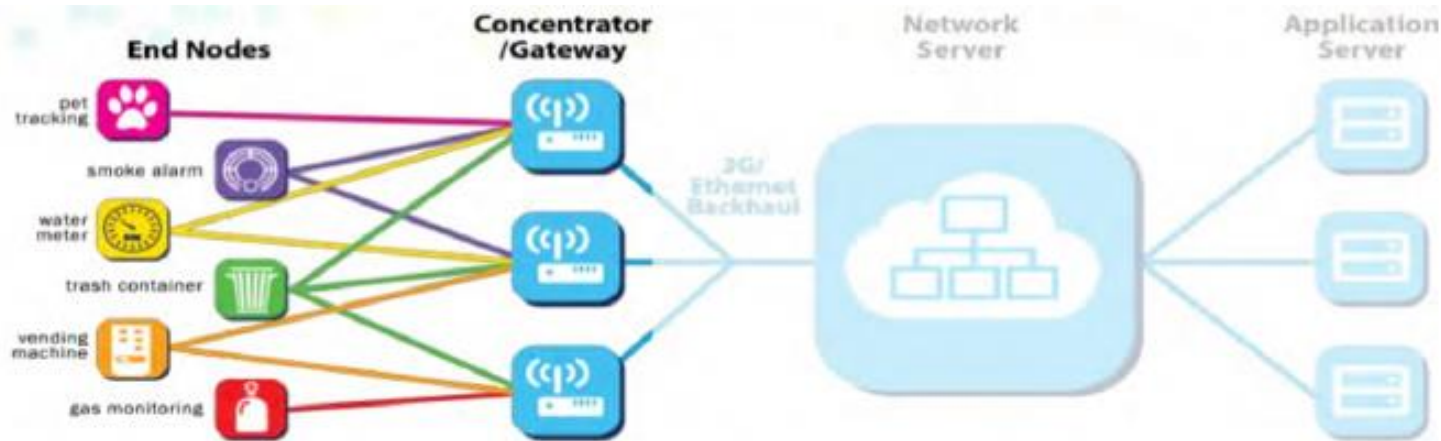 End Nodes
Concentrator
/Gateway
Network
Server
Application
Server
pet
tracking
smoke alarm
water
meter
trash container
vending
machine
gas monitoring
3G/
Ethernet
Backhaul